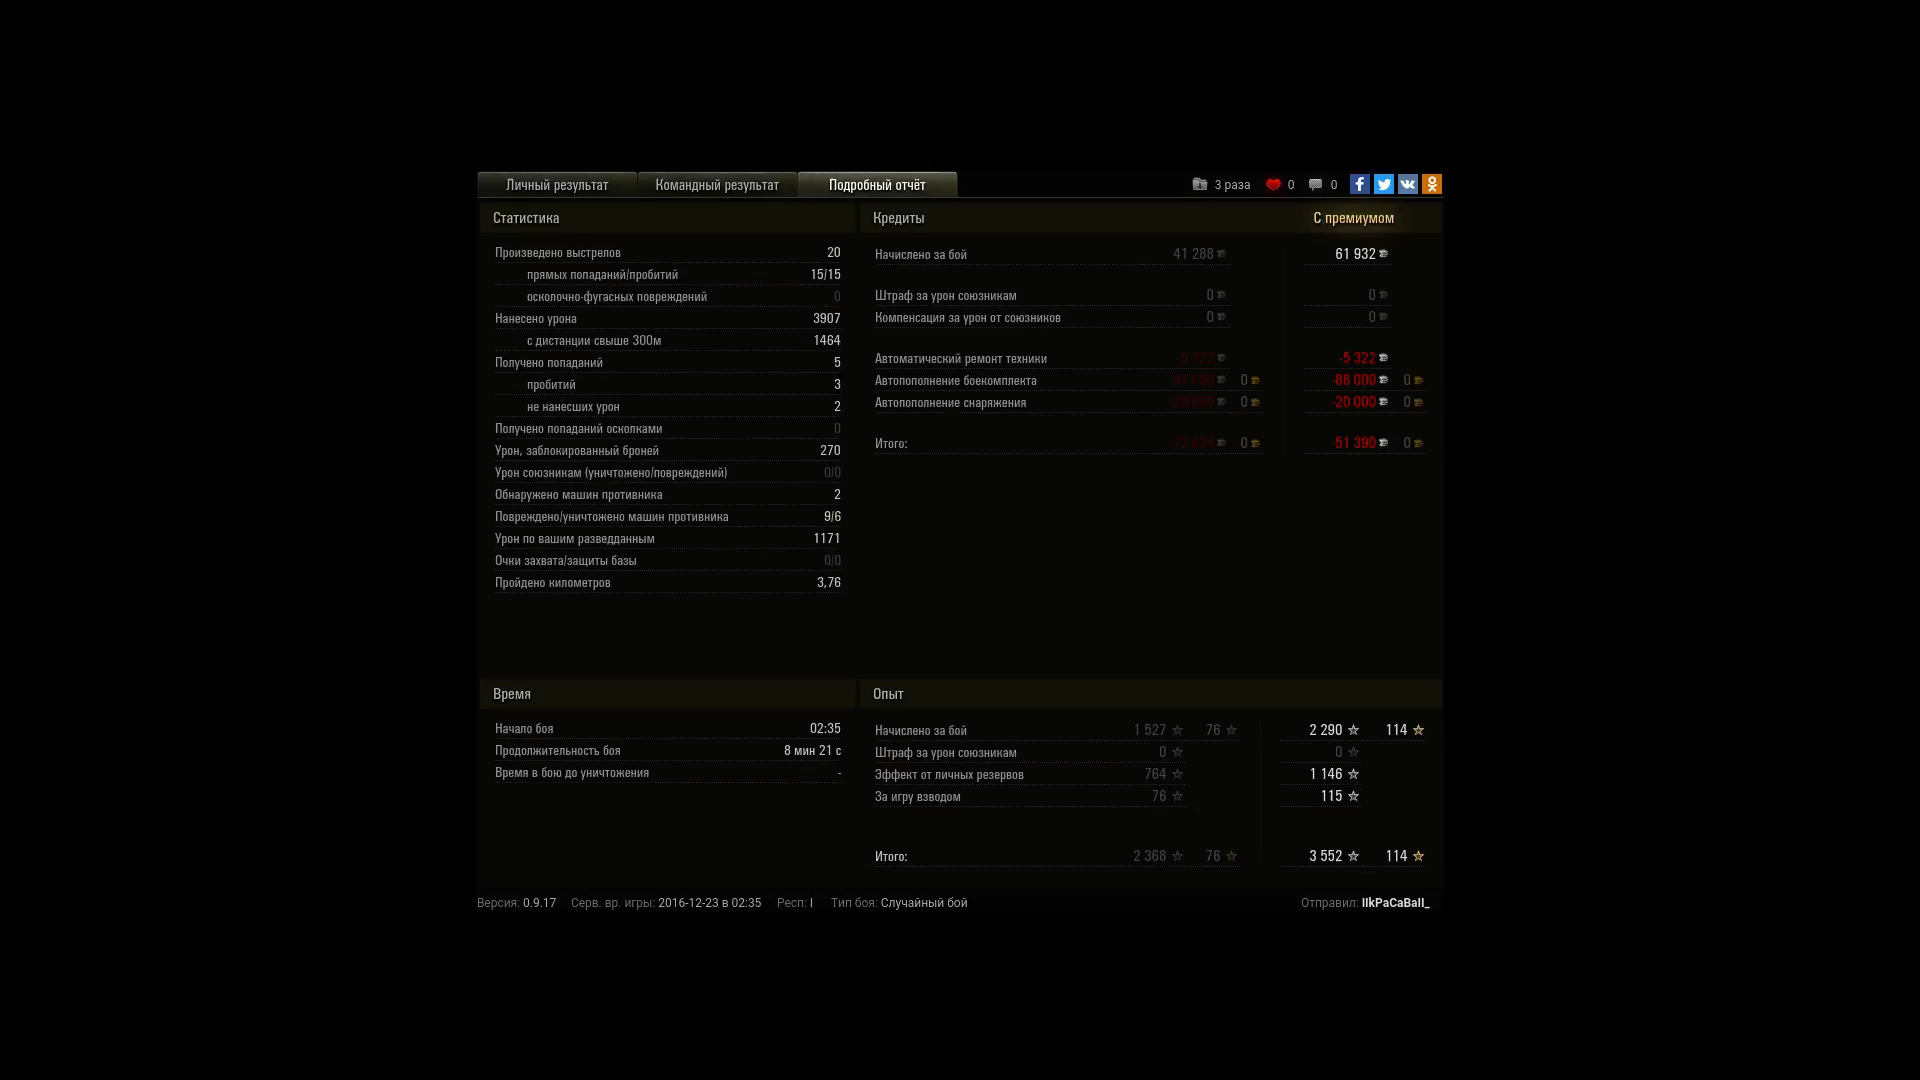 Личный результат Командный результат Подробный отчёт 3 раза 0 0
Статистика
Произведено выстрелов 20
прямых попаданий/пробитий 15/15
осколочно-фугасных повреждений 0
Нанесено урона 3907
с дистанции свыше 300м 1464
Получено попаданий 5
пробитий 3
не нанесших урон 2
Получено попаданий осколками 0
Урон, заблокированный броней 270
Урон союзникам (уничтожено/повреждений) 0/0
Обнаружено машин противника 2
Повреждено/уничтожено машин противника 9/6
Урон по вашим разведданным 1171
Очки захвата/защиты базы 0/0
Пройдено километров 3,76
Кредиты С премиумом
Начислено за бой 41 288 61 932
Штраф за урон союзникам 0 0
Компенсация за урон от союзников 0 0
Автоматический ремонт техники -5 322 -5 322
Автопополнение боекомплекта 0 -88 000 0
Автопополнение снаряжения 0 -20 000 0
Итого: 0 -51 390 0
Время
Начало боя 02:35
Продолжительность боя 8 мин 21 с
Время в бою до уничтожения -
Опыт
Начислено за бой 1 527 76 2 290 114
Штраф за урон союзникам 0 0
Эффект от личных резервов 764 1 146
За игру взводом 76 115
Итого: 2 368 76 3 552 114
Версия: 0.9.17 Серв. вр. игры: 2016-12-23 в 02:35 Респ: I Тип боя: Случайный бой Отправил: IIkPaCaBaII_